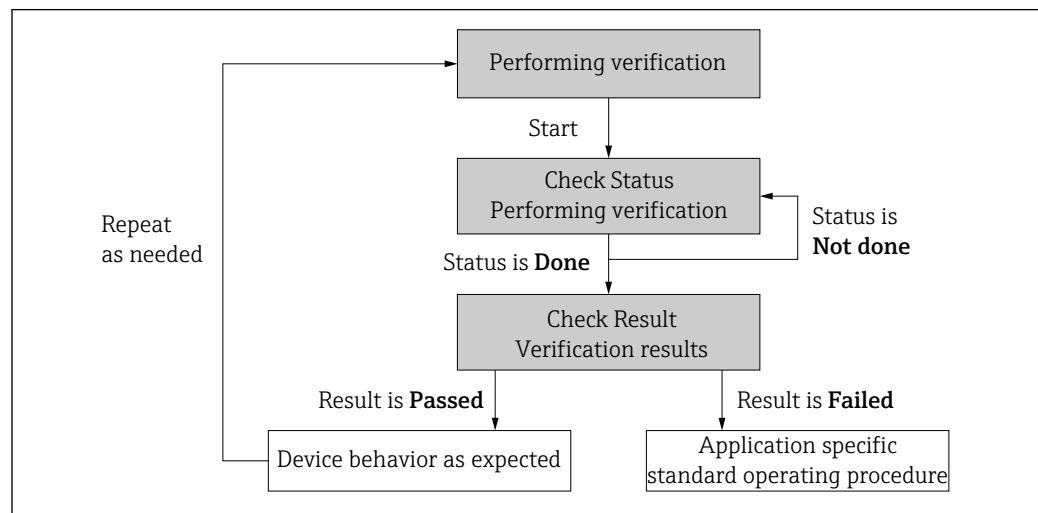 Performing verification
Start
Check Status
Performing verification
Repeat
as needed
Status is
Not done
Status is Done
Check Result
Verification results
Result is Passed
Result is Failed
Device behavior as expected
Application specific
standard operating procedure